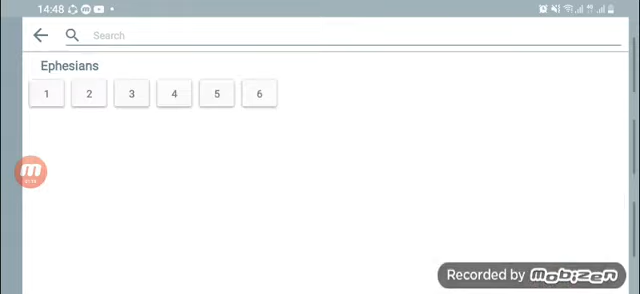 14:48
Search
Ephesians
1 2 3 4 5 6
Recorded by Mobizen